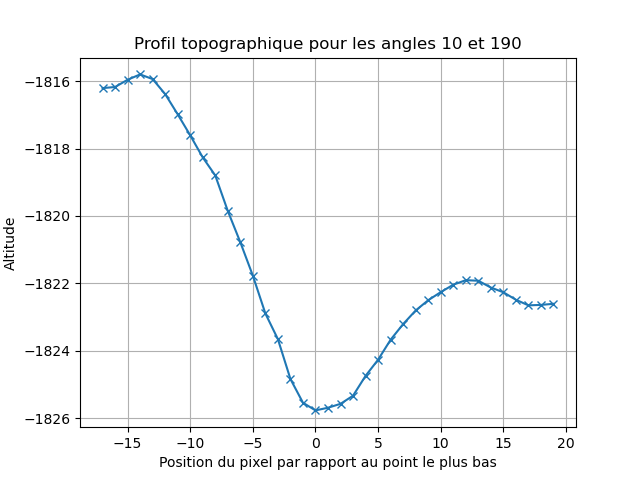 Profil topographique pour les angles 10 et 190
Altitude
−1816
−1818
−1820
−1822
−1824
−1826
−15 −10 −5 0 5 10 15 20
Position du pixel par rapport au point le plus bas